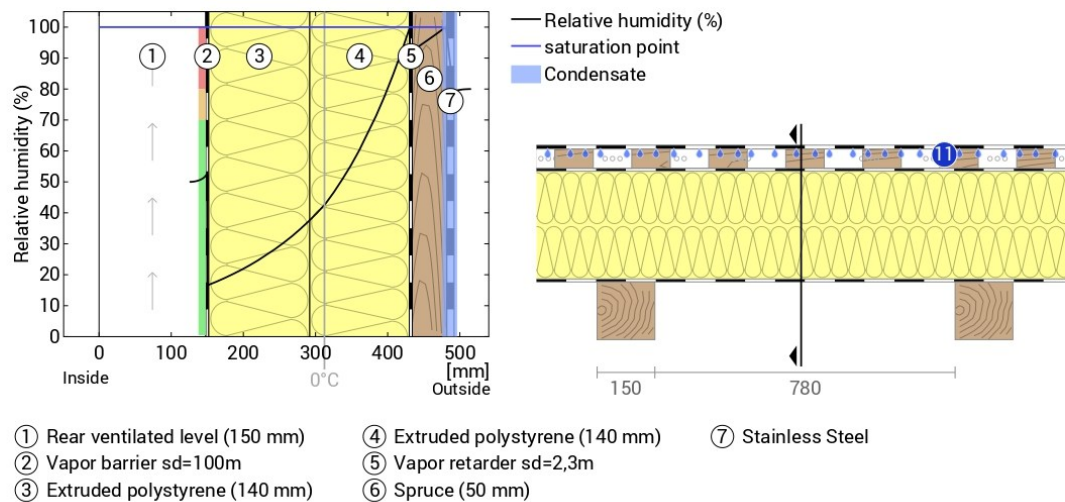 Relative humidity (%)
100
90
80
70
60
50
40
30
20
10
0
1
2
3
4
5
6
7
0
100
200
300
400
500
[mm]
Inside
0°C
Outside
Relative humidity (%)
saturation point
Condensate
11
150
780
1 Rear ventilated level (150 mm)
2 Vapor barrier sd=100m
3 Extruded polystyrene (140 mm)
4 Extruded polystyrene (140 mm)
5 Vapor retarder sd=2,3m
6 Spruce (50 mm)
7 Stainless Steel